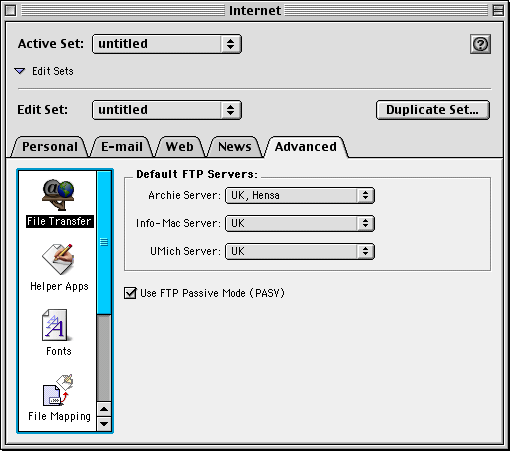 Internet
Active Set: untitled ?
Edit Sets
Edit Set: untitled Duplicate Set...
Personal E-mail Web News Advanced
File Transfer
Helper Apps
Fonts
File Mapping
Default FTP Servers:
Archie Server: UK, Hensa
Info-Mac Server: UK
UMich Server: UK
Use FTP Passive Mode (PASV)